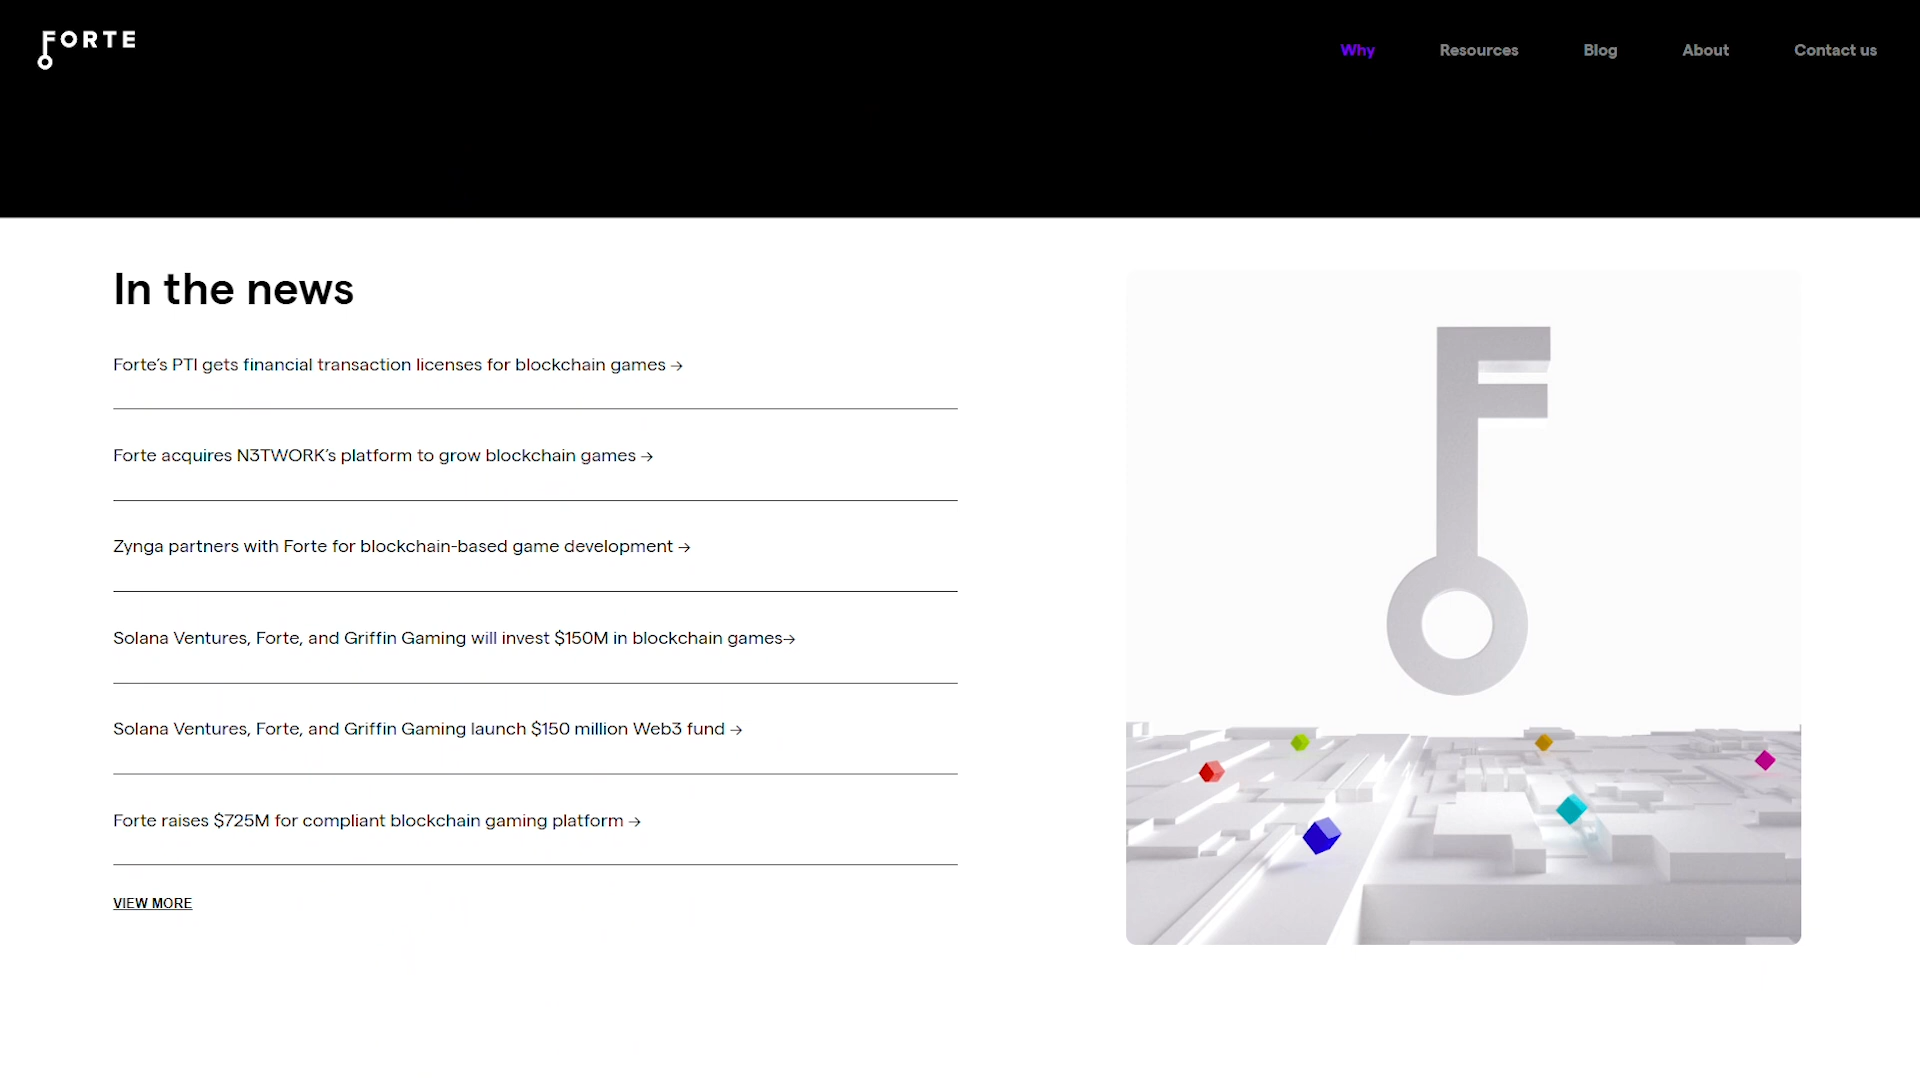 FORTE
Why
Resources
Blog
About
Contact us
In the news
Forte’s PTI gets financial transaction licenses for blockchain games →
Forte acquires N3TWORK’s platform to grow blockchain games →
Zynga partners with Forte for blockchain-based game development →
Solana Ventures, Forte, and Griffin Gaming will invest $150M in blockchain games→
Solana Ventures, Forte, and Griffin Gaming launch $150 million Web3 fund →
Forte raises $725M for compliant blockchain gaming platform →
VIEW MORE